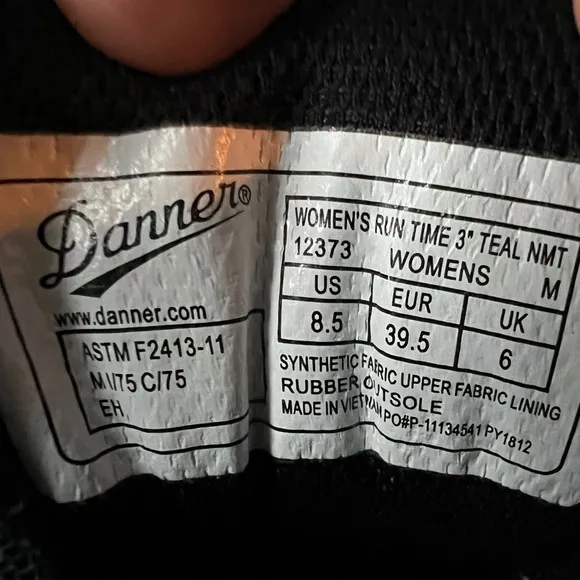 Danner®
www.danner.com
ASTM F2413-11
M I/75 C/75
EH
WOMEN'S RUN TIME 3" TEAL NMT
12373 WOMENS M
US EUR UK
8.5 39.5 6
SYNTHETIC FABRIC UPPER FABRIC LINING
RUBBER OUTSOLE
MADE IN VIETNAM PO#P-11134541 PY1812